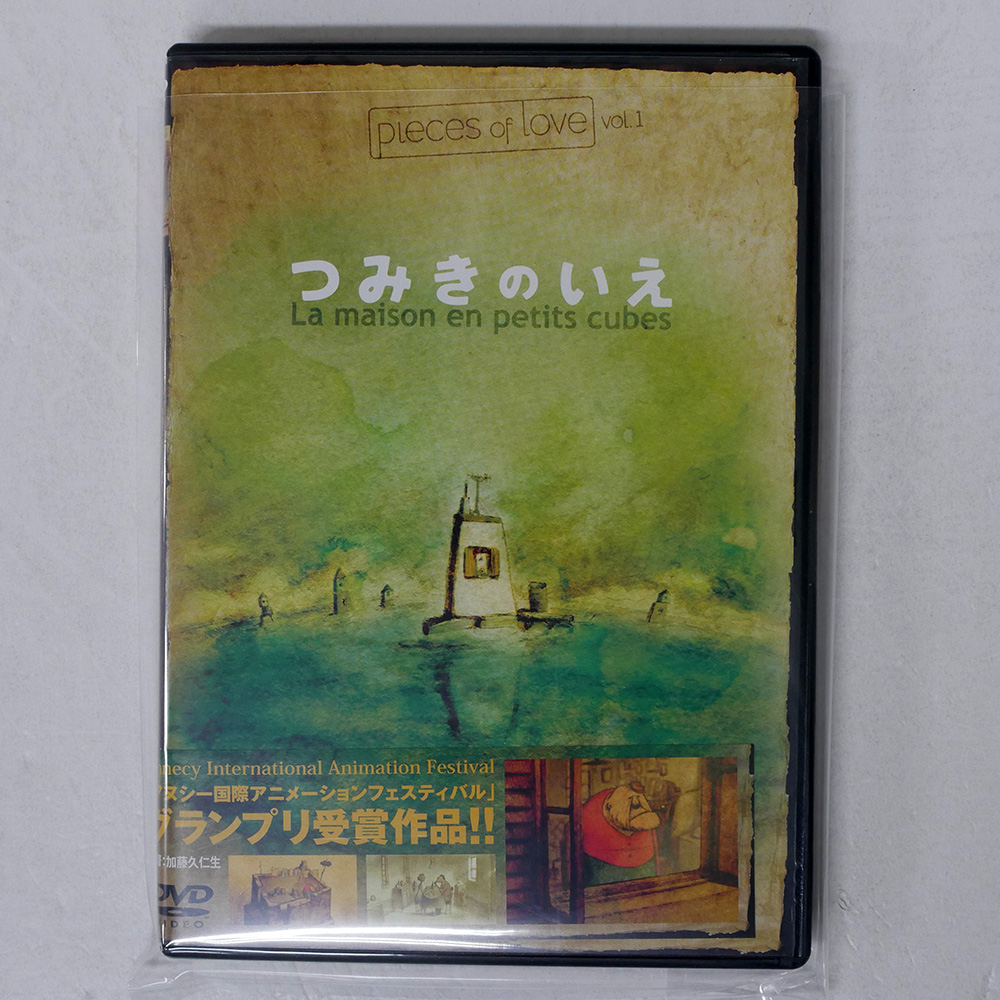 pieces of love vol.1
つみきのいえ
La maison en petits cubes
necy International Animation Festival
ヌシー国際アニメーションフェスティバル」
グランプリ受賞作品!!
:加藤久仁生
DVD
VIDEO